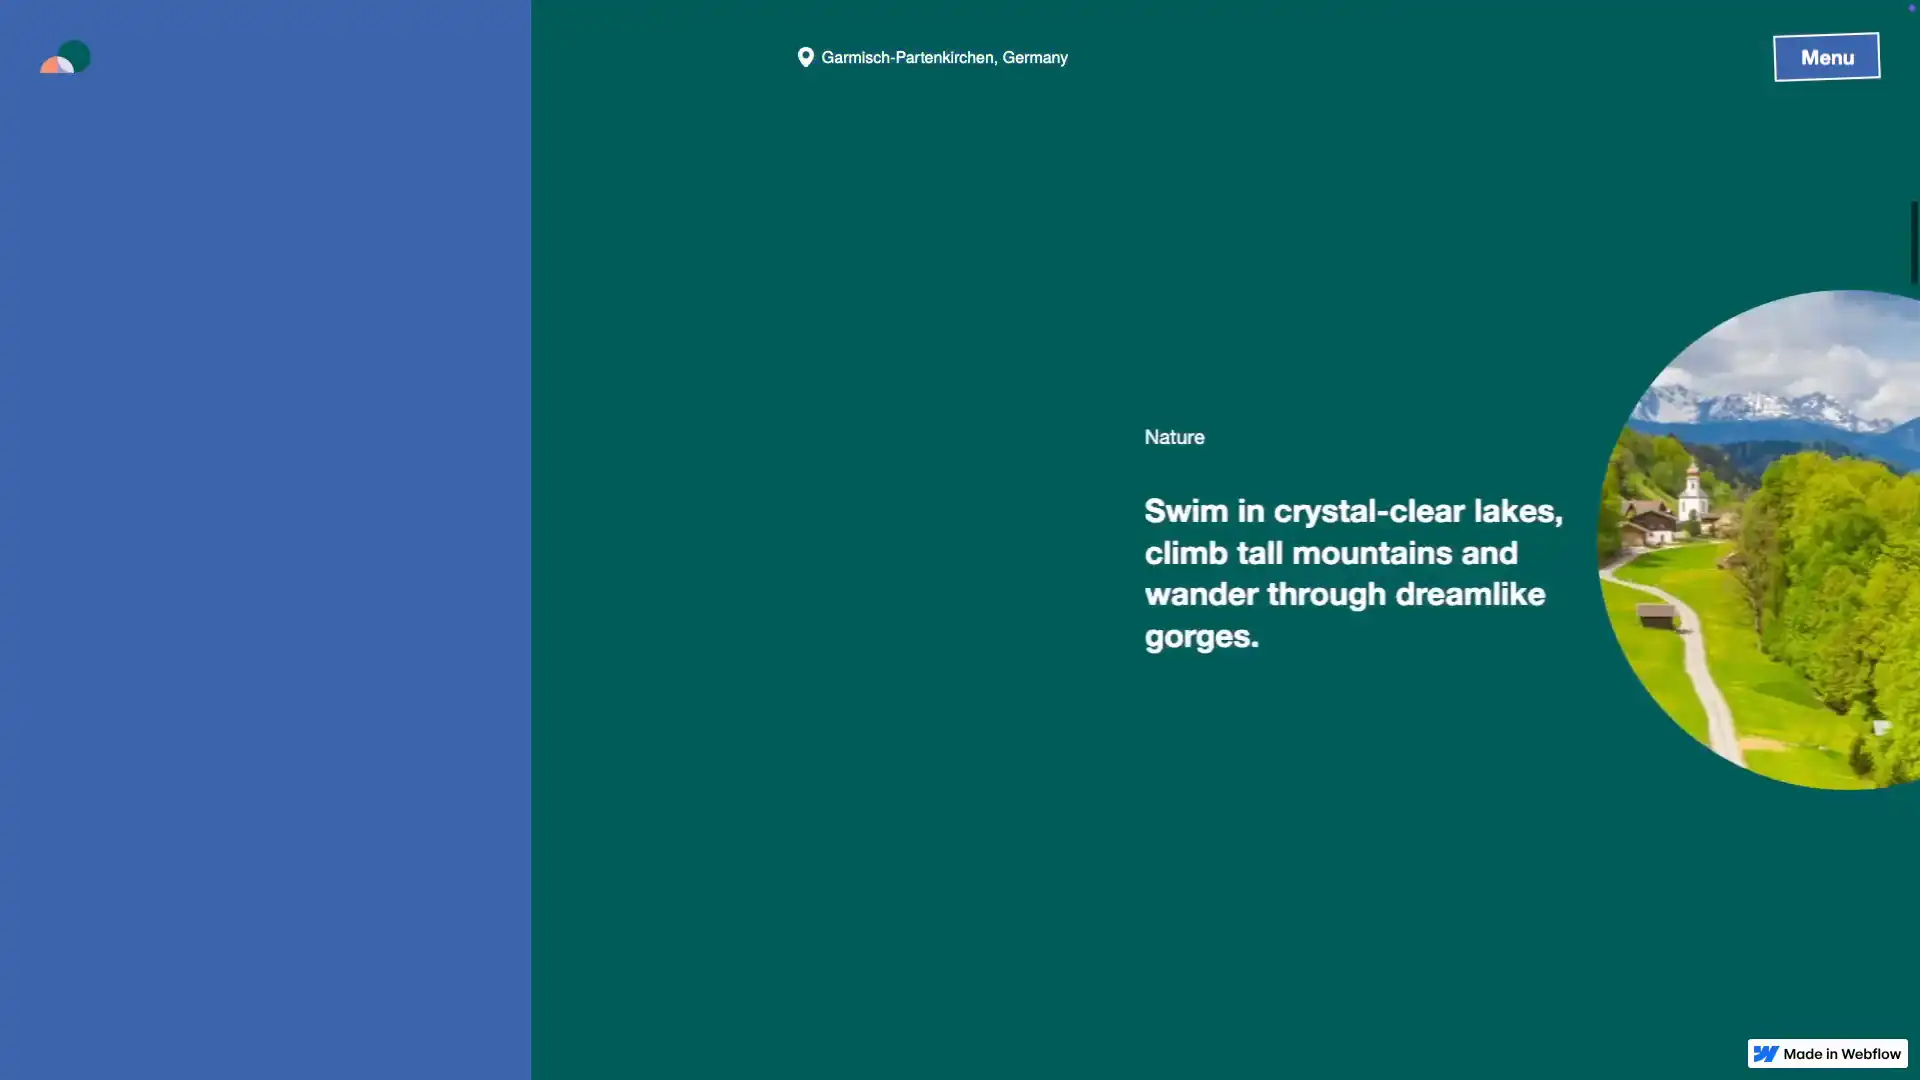 Garmisch-Partenkirchen, Germany
Menu
Nature
Swim in crystal-clear lakes,
climb tall mountains and
wander through dreamlike
gorges.
Made in Webflow